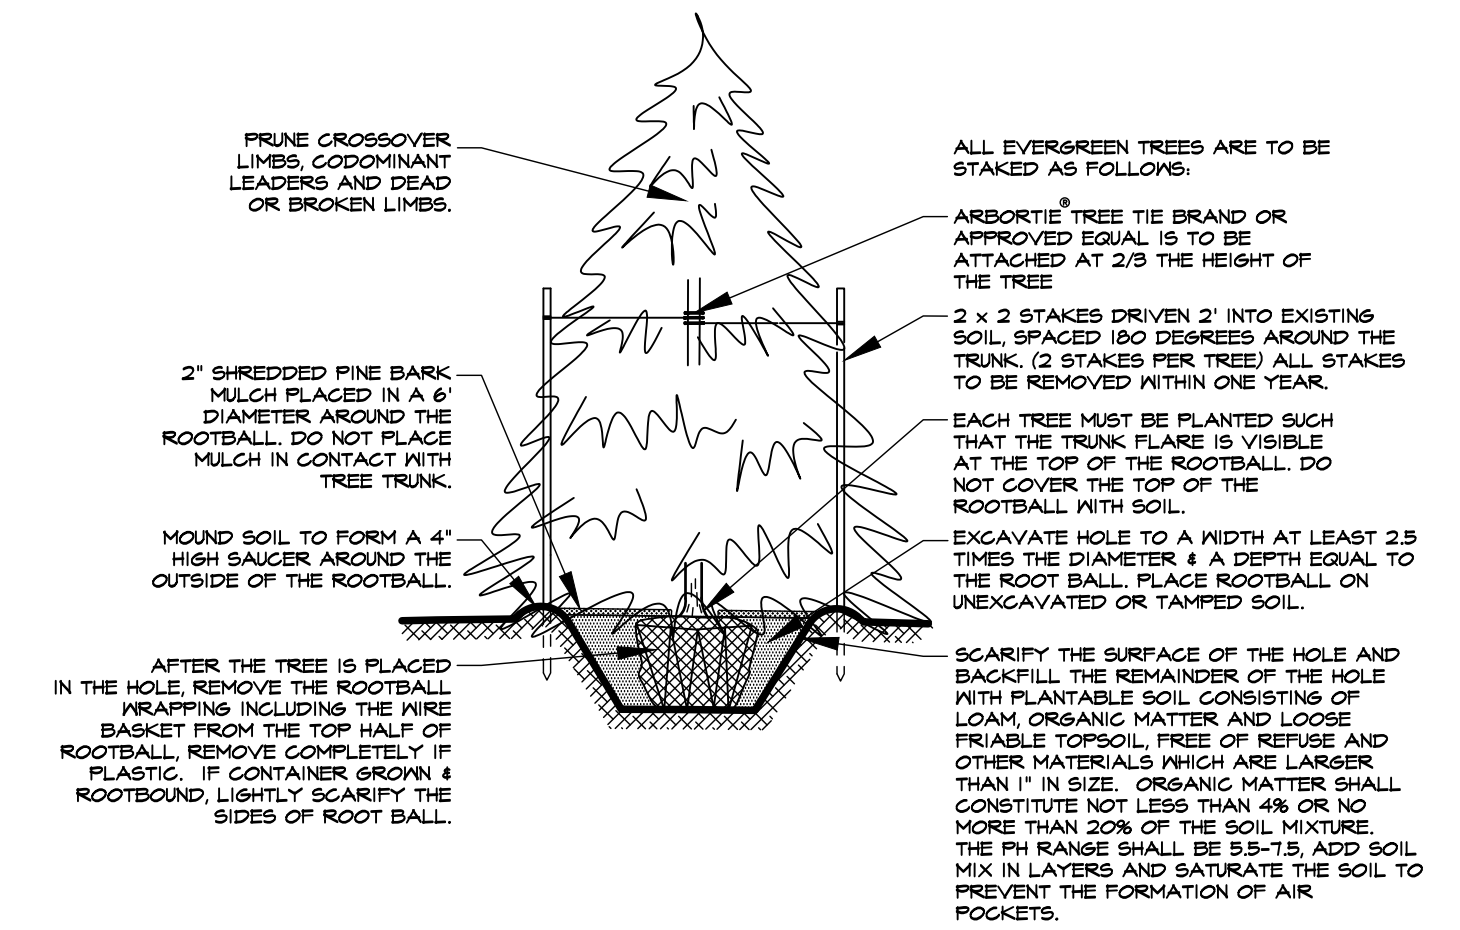 PRUNE CROSSOVER
LIMBS, CODOMINANT
LEADERS AND DEAD
OR BROKEN LIMBS.
2" SHREDDED PINE BARK
MULCH PLACED IN A 6'
DIAMETER AROUND THE
ROOTBALL. DO NOT PLACE
MULCH IN CONTACT WITH
TREE TRUNK.
MOUND SOIL TO FORM A 4"
HIGH SAUCER AROUND THE
OUTSIDE OF THE ROOTBALL.
AFTER THE TREE IS PLACED
IN THE HOLE, REMOVE THE ROOTBALL
WRAPPING INCLUDING THE WIRE
BASKET FROM THE TOP HALF OF
ROOTBALL, REMOVE COMPLETELY IF
PLASTIC. IF CONTAINER GROWN &
ROOTBOUND, LIGHTLY SCARIFY THE
SIDES OF ROOT BALL.
ALL EVERGREEN TREES ARE TO BE
STAKED AS FOLLOWS:
ARBORTIE® TREE TIE BRAND OR
APPROVED EQUAL IS TO BE
ATTACHED AT 2/3 THE HEIGHT OF
THE TREE
2 x 2 STAKES DRIVEN 2' INTO EXISTING
SOIL, SPACED 180 DEGREES AROUND THE
TRUNK. (2 STAKES PER TREE) ALL STAKES
TO BE REMOVED WITHIN ONE YEAR.
EACH TREE MUST BE PLANTED SUCH
THAT THE TRUNK FLARE IS VISIBLE
AT THE TOP OF THE ROOTBALL. DO
NOT COVER THE TOP OF THE
ROOTBALL WITH SOIL.
EXCAVATE HOLE TO A WIDTH AT LEAST 2.5
TIMES THE DIAMETER & A DEPTH EQUAL TO
THE ROOT BALL. PLACE ROOTBALL ON
UNEXCAVATED OR TAMPED SOIL.
SCARIFY THE SURFACE OF THE HOLE AND
BACKFILL THE REMAINDER OF THE HOLE
WITH PLANTABLE SOIL CONSISTING OF
LOAM, ORGANIC MATTER AND LOOSE
FRIABLE TOPSOIL, FREE OF REFUSE AND
OTHER MATERIALS WHICH ARE LARGER
THAN 1" IN SIZE. ORGANIC MATTER SHALL
CONSTITUTE NOT LESS THAN 4% OR NO
MORE THAN 20% OF THE SOIL MIXTURE.
THE PH RANGE SHALL BE 5.5-7.5, ADD SOIL
MIX IN LAYERS AND SATURATE THE SOIL TO
PREVENT THE FORMATION OF AIR
POCKETS.